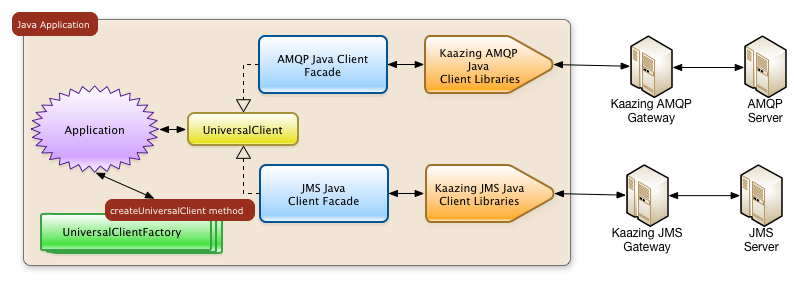 Java Application
AMQP Java Client
Facade
Kaazing AMQP
Java
Client Libraries
Kaazing AMQP
Gateway
AMQP
Server
Application
UniversalClient
JMS Java
Client Facade
Kaazing JMS Java
Client Libraries
Kaazing JMS
Gateway
JMS
Server
createUniversalClient method
UniversalClientFactory